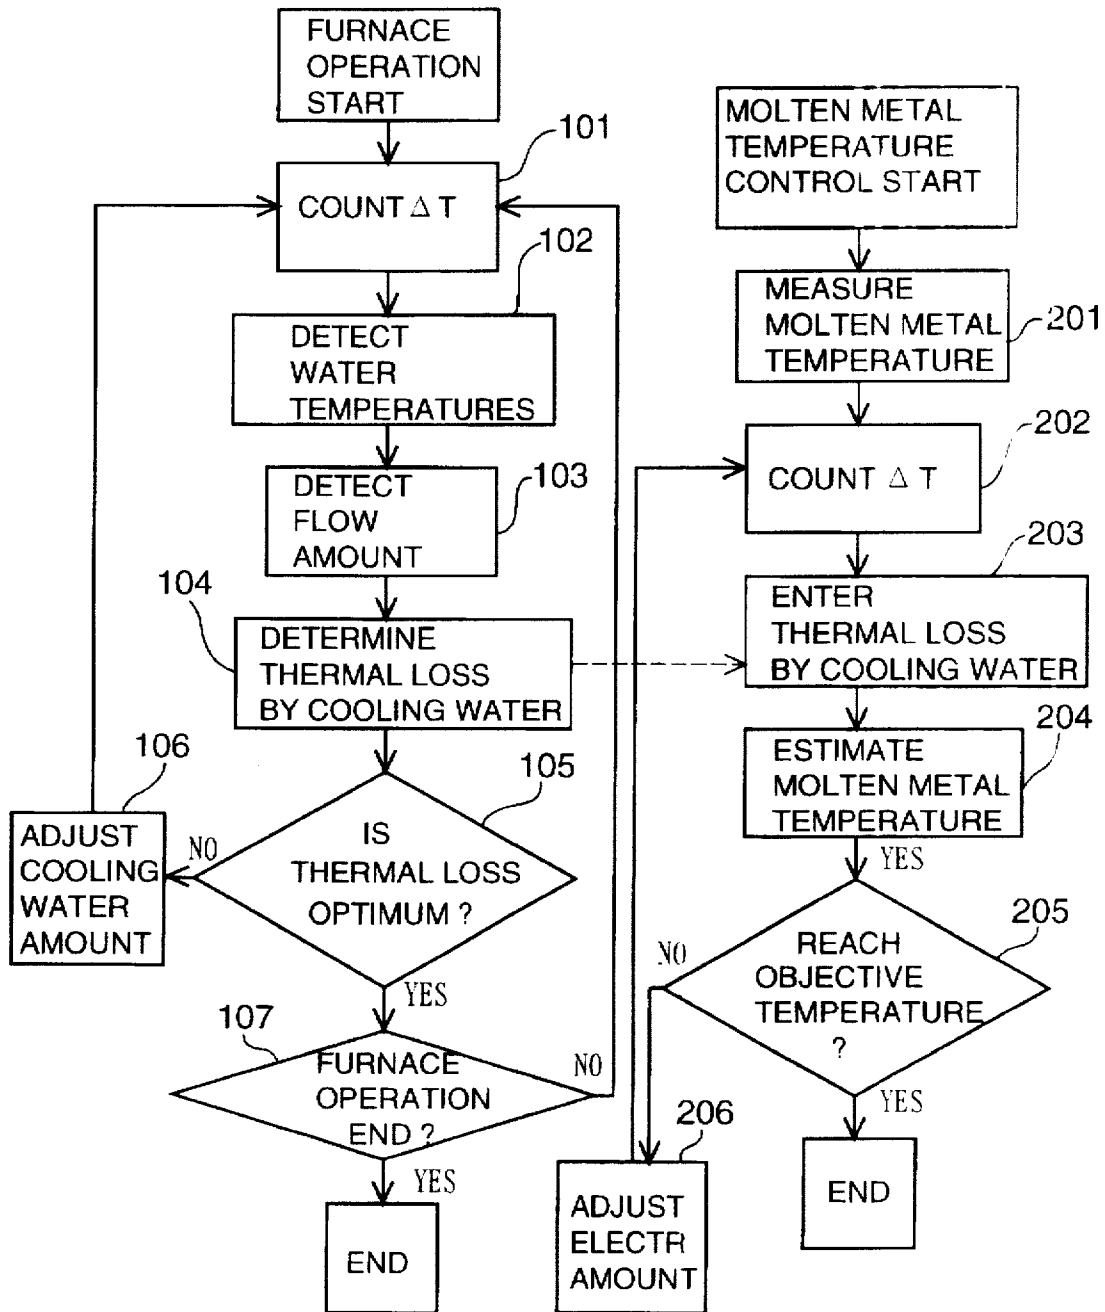 FURNACE
OPERATION
START
101
COUNT Δ T
102
DETECT
WATER
TEMPERATURES
103
DETECT
FLOW
AMOUNT
104
DETERMINE
THERMAL LOSS
BY COOLING WATER
105
IS
THERMAL LOSS
OPTIMUM ?
NO
106
ADJUST
COOLING
WATER
AMOUNT
YES
107
FURNACE
OPERATION
END ?
NO
YES
END
MOLTEN METAL
TEMPERATURE
CONTROL START
MEASURE
MOLTEN METAL
TEMPERATURE
201
202
COUNT Δ T
203
ENTER
THERMAL LOSS
BY COOLING WATER
204
ESTIMATE
MOLTEN METAL
TEMPERATURE
YES
205
REACH
OBJECTIVE
TEMPERATURE
?
NO
206
ADJUST
ELECTR
AMOUNT
YES
END